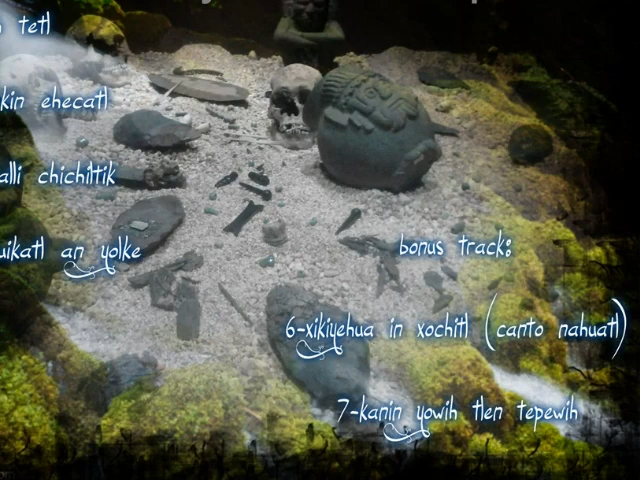 tetl
kin ehecatl
alli chichiltik
uikatl an yolke
bonus track:
6-xikiyehua in xochitl (canto nahuatl)
7-kanin yowih tlen tepewih